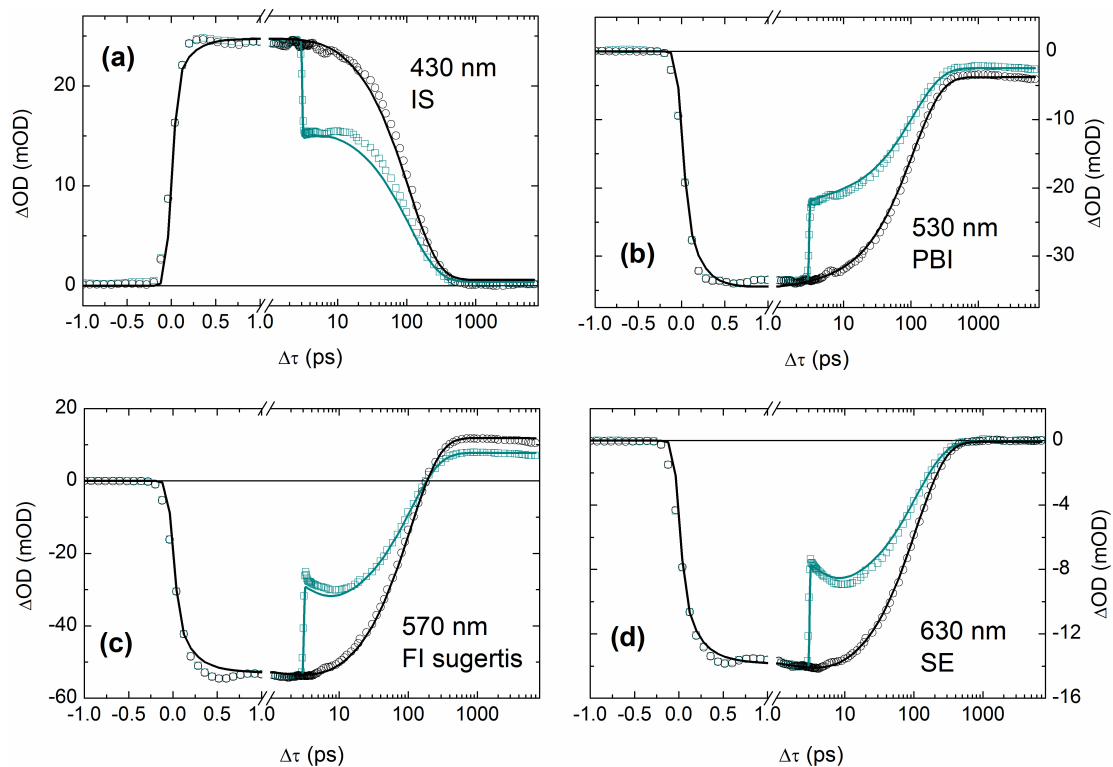 (a)
430 nm
IS
ΔOD (mOD)
20
10
0
-1.0 -0.5 0.0 0.5 1.0 10 100 1000
Δτ (ps)
(b)
530 nm
PBI
ΔOD (mOD)
0
-10
-20
-30
-1.0 -0.5 0.0 0.5 1.0 10 100 1000
Δτ (ps)
(c)
570 nm
FI sugertis
ΔOD (mOD)
20
0
-20
-40
-60
-1.0 -0.5 0.0 0.5 1.0 10 100 1000
Δτ (ps)
(d)
630 nm
SE
ΔOD (mOD)
0
-4
-8
-12
-16
-1.0 -0.5 0.0 0.5 1.0 10 100 1000
Δτ (ps)